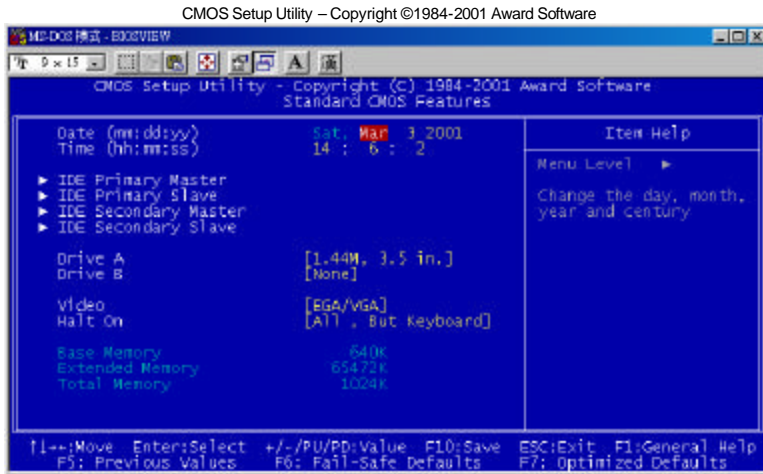 CMOS Setup Utility – Copyright ©1984-2001 Award Software
MS-DOS 模式 - BIOSVIEW
Tr 9 x 15 A 漢
CMOS Setup Utility - Copyright (C) 1984-2001 Award Software
Standard CMOS Features
Date (mm:dd:yy) Sat, Mar 3 2001
Time (hh:mm:ss) 14 : 6 : 2
► IDE Primary Master
► IDE Primary Slave
► IDE Secondary Master
► IDE Secondary Slave
Drive A [1.44M, 3.5 in.]
Drive B [None]
Video [EGA/VGA]
Halt On [All , But Keyboard]
Base Memory 640K
Extended Memory 65472K
Total Memory 1024K
Item Help
Menu Level ►
Change the day, month,
year and century
↑↓→←:Move Enter:Select +/-/PU/PD:Value F10:Save ESC:Exit F1:General Help
F5: Previous Values F6: Fail-Safe Defaults F7: Optimized Defaults